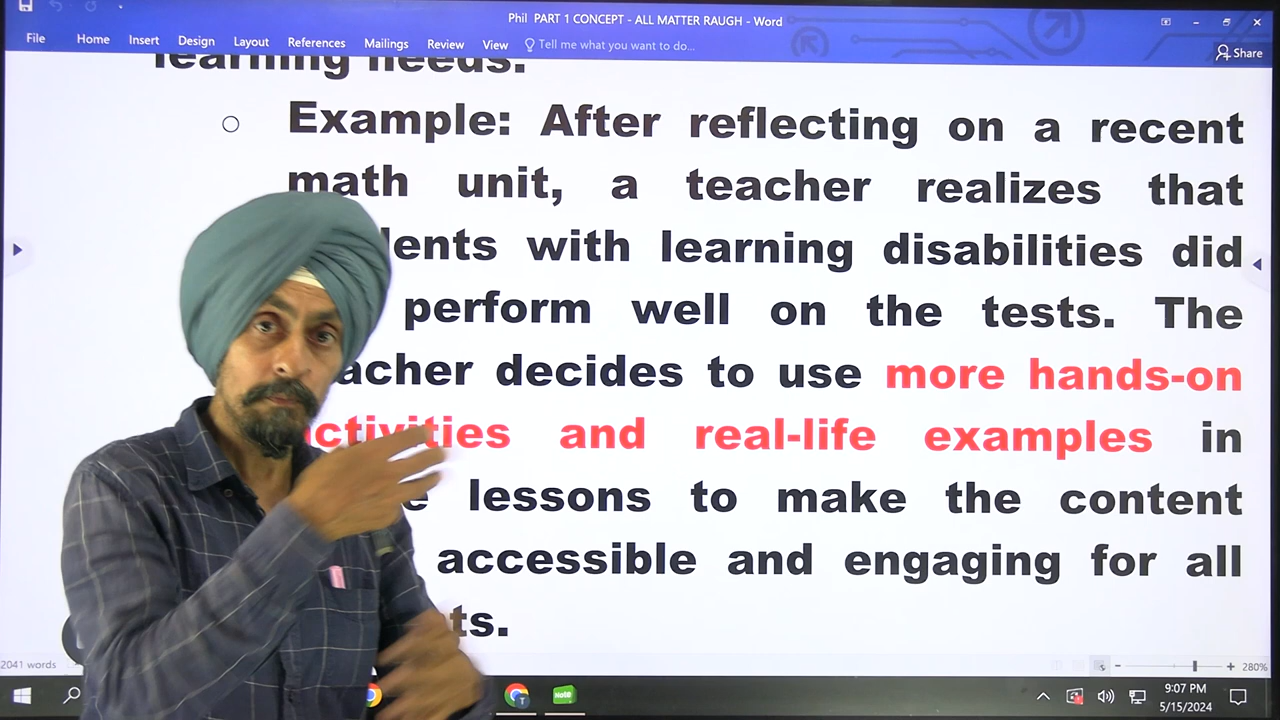 Phil PART 1 CONCEPT - ALL MATTER RAUGH - Word
File Home Insert Design Layout References Mailings Review View Tell me what you want to do... Share
learning needs.
Example: After reflecting on a recent
math unit, a teacher realizes that
with learning disabilities did
perform well on the tests. The
decides to use more hands-on
and real-life examples in
lessons to make the content
accessible and engaging for all
2041 words
280%
Note
9:07 PM
5/15/2024